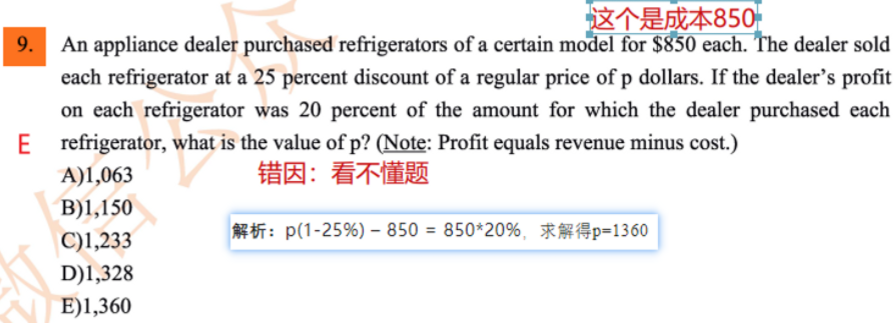 这个是成本850
9. An appliance dealer purchased refrigerators of a certain model for $850 each. The dealer sold
each refrigerator at a 25 percent discount of a regular price of p dollars. If the dealer's profit
on each refrigerator was 20 percent of the amount for which the dealer purchased each
E refrigerator, what is the value of p? (Note: Profit equals revenue minus cost.)
A)1,063
错因：看不懂题
B)1,150
解析：p(1-25%) – 850 = 850*20%，求解得p=1360
C)1,233
D)1,328
E)1,360
微信公众